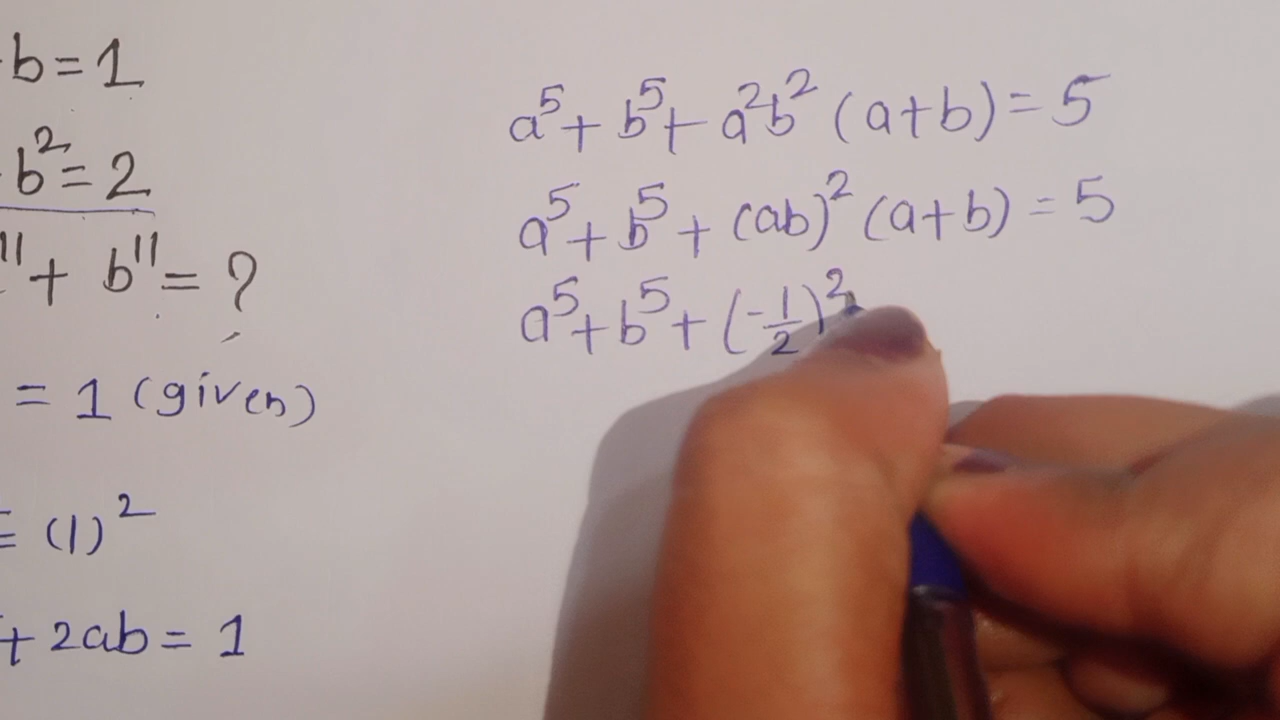 b = 1
b² = 2
¹¹ + b¹¹ = ?
= 1 (given)
= (1)²
+ 2ab = 1
a⁵ + b⁵ + a²b² (a+b) = 5
a⁵ + b⁵ + (ab)² (a+b) = 5
a⁵ + b⁵ + (-1/2)²